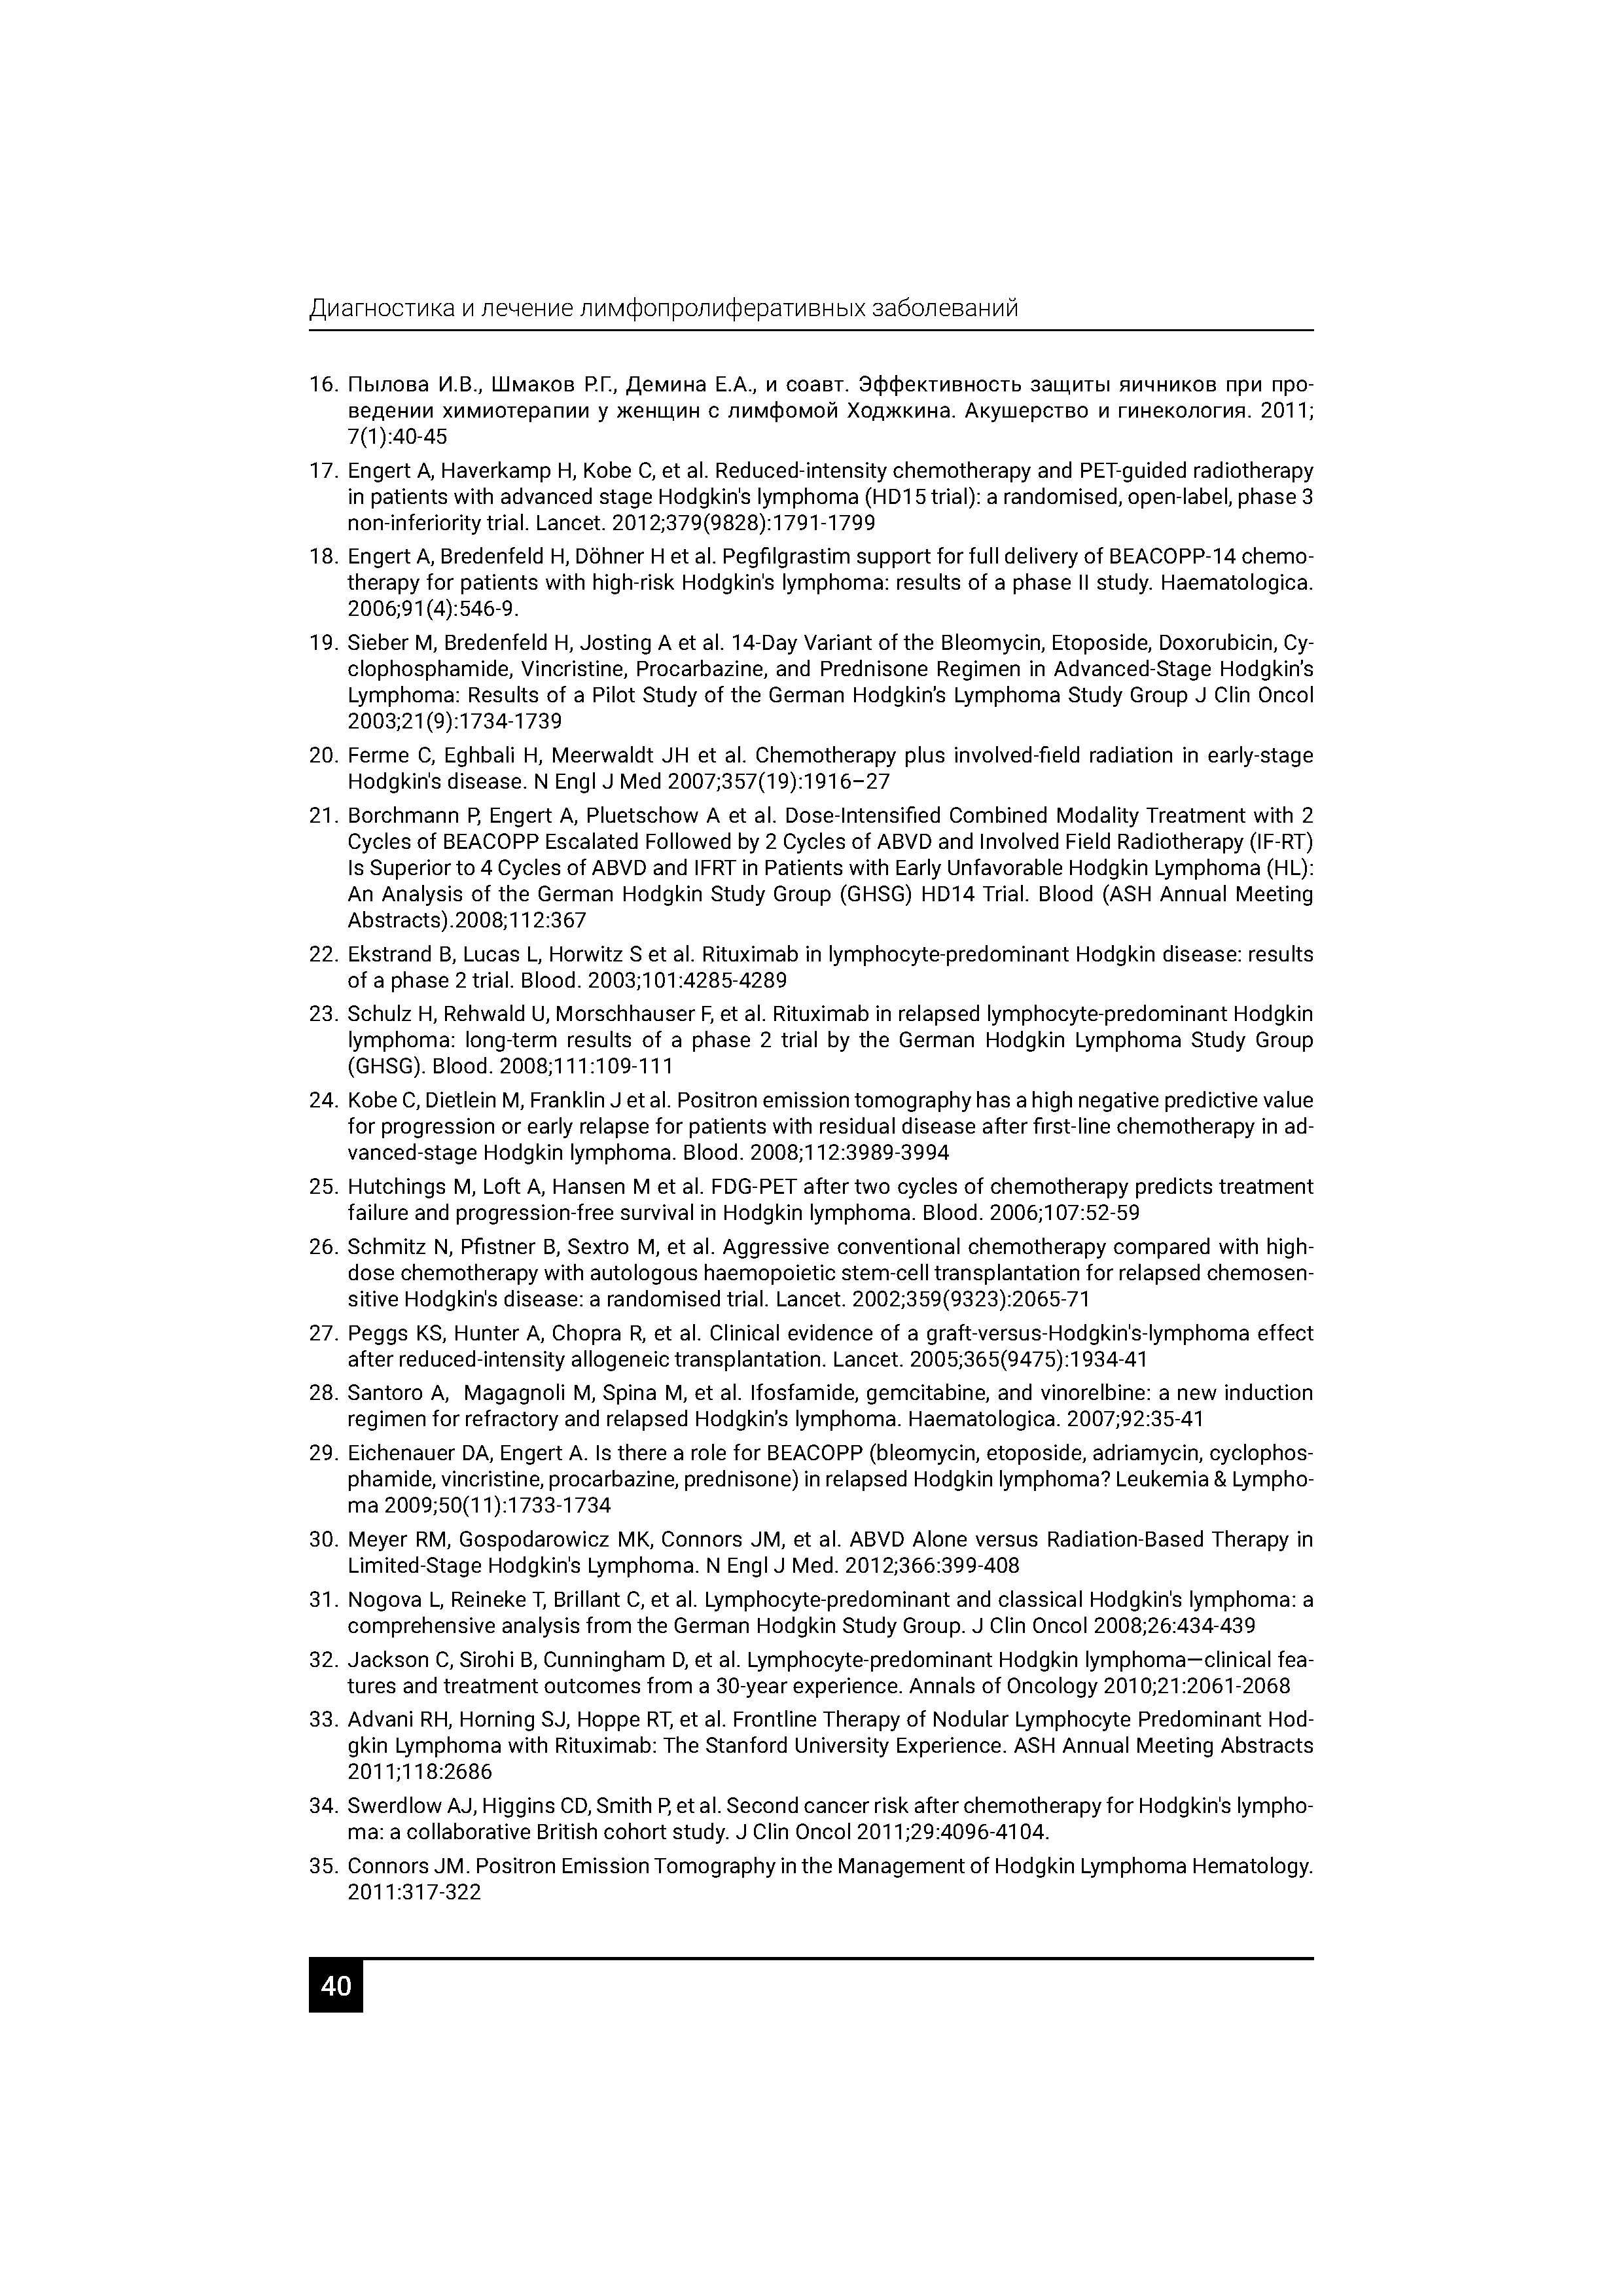 Диагностика и лечение лимфопролиферативных заболеваний
16. Пылова И.В., Шмаков Р.Г., Демина Е.А., и соавт. Эффективность защиты яичников при про-
ведении химиотерапии у женщин с лимфомой Ходжкина. Акушерство и гинекология. 2011;
7(1):40-45
17. Engert A, Haverkamp H, Kobe C, et al. Reduced-intensity chemotherapy and PET-guided radiotherapy
in patients with advanced stage Hodgkin's lymphoma (HD15 trial): a randomised, open-label, phase 3
non-inferiority trial. Lancet. 2012;379(9828):1791-1799
18. Engert A, Bredenfeld H, Döhner H et al. Pegfilgrastim support for full delivery of BEACOPP-14 chemo-
therapy for patients with high-risk Hodgkin's lymphoma: results of a phase II study. Haematologica.
2006;91(4):546-9.
19. Sieber M, Bredenfeld H, Josting A et al. 14-Day Variant of the Bleomycin, Etoposide, Doxorubicin, Cy-
clophosphamide, Vincristine, Procarbazine, and Prednisone Regimen in Advanced-Stage Hodgkin’s
Lymphoma: Results of a Pilot Study of the German Hodgkin’s Lymphoma Study Group J Clin Oncol
2003;21(9):1734-1739
20. Ferme C, Eghbali H, Meerwaldt JH et al. Chemotherapy plus involved-field radiation in early-stage
Hodgkin's disease. N Engl J Med 2007;357(19):1916–27
21. Borchmann P, Engert A, Pluetschow A et al. Dose-Intensified Combined Modality Treatment with 2
Cycles of BEACOPP Escalated Followed by 2 Cycles of ABVD and Involved Field Radiotherapy (IF-RT)
Is Superior to 4 Cycles of ABVD and IFRT in Patients with Early Unfavorable Hodgkin Lymphoma (HL):
An Analysis of the German Hodgkin Study Group (GHSG) HD14 Trial. Blood (ASH Annual Meeting
Abstracts).2008;112:367
22. Ekstrand B, Lucas L, Horwitz S et al. Rituximab in lymphocyte-predominant Hodgkin disease: results
of a phase 2 trial. Blood. 2003;101:4285-4289
23. Schulz H, Rehwald U, Morschhauser F, et al. Rituximab in relapsed lymphocyte-predominant Hodgkin
lymphoma: long-term results of a phase 2 trial by the German Hodgkin Lymphoma Study Group
(GHSG). Blood. 2008;111:109-111
24. Kobe C, Dietlein M, Franklin J et al. Positron emission tomography has a high negative predictive value
for progression or early relapse for patients with residual disease after first-line chemotherapy in ad-
vanced-stage Hodgkin lymphoma. Blood. 2008;112:3989-3994
25. Hutchings M, Loft A, Hansen M et al. FDG-PET after two cycles of chemotherapy predicts treatment
failure and progression-free survival in Hodgkin lymphoma. Blood. 2006;107:52-59
26. Schmitz N, Pfistner B, Sextro M, et al. Aggressive conventional chemotherapy compared with high-
dose chemotherapy with autologous haemopoietic stem-cell transplantation for relapsed chemosen-
sitive Hodgkin's disease: a randomised trial. Lancet. 2002;359(9323):2065-71
27. Peggs KS, Hunter A, Chopra R, et al. Clinical evidence of a graft-versus-Hodgkin's-lymphoma effect
after reduced-intensity allogeneic transplantation. Lancet. 2005;365(9475):1934-41
28. Santoro A,  Magagnoli M, Spina M, et al. Ifosfamide, gemcitabine, and vinorelbine: a new induction
regimen for refractory and relapsed Hodgkin’s lymphoma. Haematologica. 2007;92:35-41
29. Eichenauer DA, Engert A. Is there a role for BEACOPP (bleomycin, etoposide, adriamycin, cyclophos-
phamide, vincristine, procarbazine, prednisone) in relapsed Hodgkin lymphoma? Leukemia & Lympho-
ma 2009;50(11):1733-1734
30. Meyer RM, Gospodarowicz MK, Connors JM, et al. ABVD Alone versus Radiation-Based Therapy in
Limited-Stage Hodgkin's Lymphoma. N Engl J Med. 2012;366:399-408
31. Nogova L, Reineke T, Brillant C, et al. Lymphocyte-predominant and classical Hodgkin's lymphoma: a
comprehensive analysis from the German Hodgkin Study Group. J Clin Oncol 2008;26:434-439
32. Jackson C, Sirohi B, Cunningham D, et al. Lymphocyte-predominant Hodgkin lymphoma—clinical fea-
tures and treatment outcomes from a 30-year experience. Annals of Oncology 2010;21:2061-2068
33. Advani RH, Horning SJ, Hoppe RT, et al. Frontline Therapy of Nodular Lymphocyte Predominant Hod-
gkin Lymphoma with Rituximab: The Stanford University Experience. ASH Annual Meeting Abstracts
2011;118:2686
34. Swerdlow AJ, Higgins CD, Smith P, et al. Second cancer risk after chemotherapy for Hodgkin's lympho-
ma: a collaborative British cohort study. J Clin Oncol 2011;29:4096-4104.
35. Connors JM. Positron Emission Tomography in the Management of Hodgkin Lymphoma Hematology.
2011:317-322
40